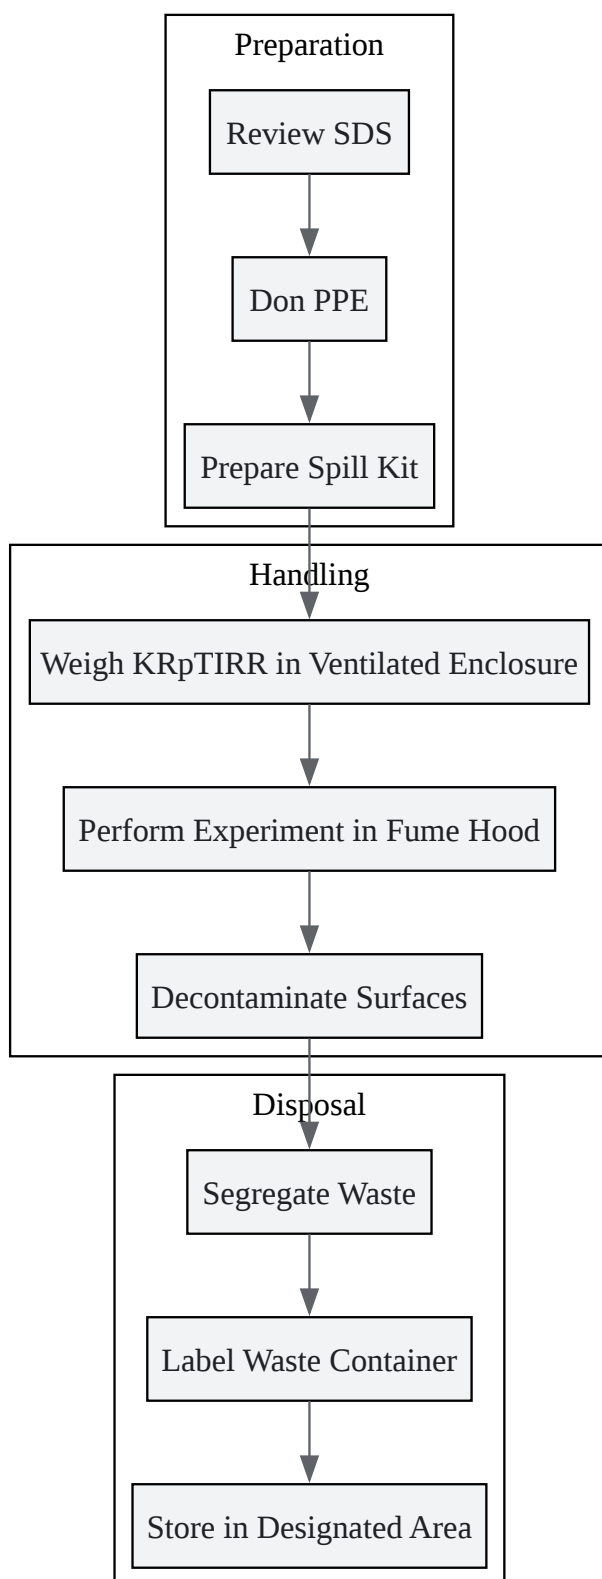 Preparation
Review SDS
Don PPE
Prepare Spill Kit
Handling
Weigh KRpTIRR in Ventilated Enclosure
Perform Experiment in Fume Hood
Decontaminate Surfaces
Disposal
Segregate Waste
Label Waste Container
Store in Designated Area